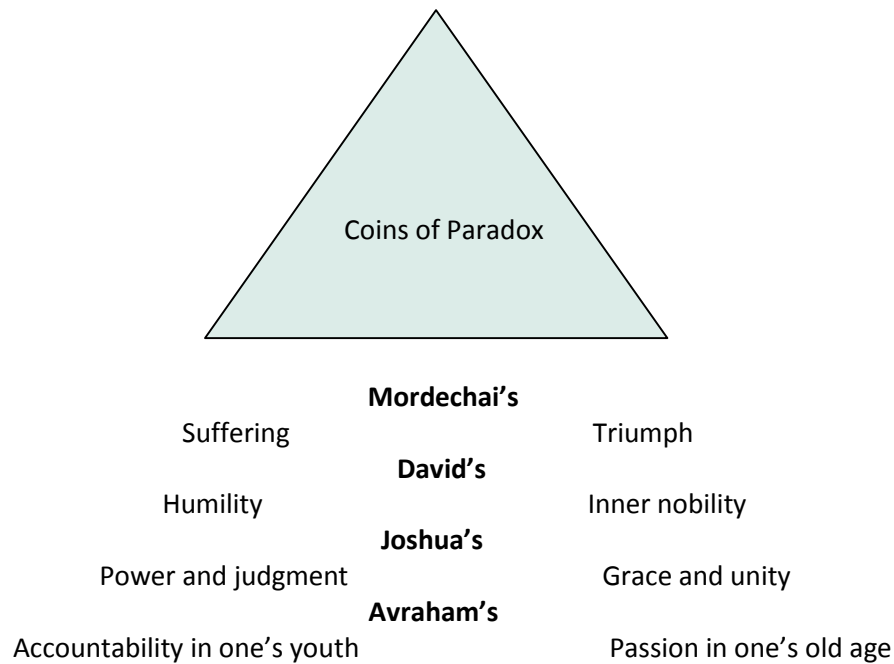 Coins of Paradox
Mordechai’s
Suffering Triumph
David’s
Humility Inner nobility
Joshua’s
Power and judgment Grace and unity
Avraham’s
Accountability in one’s youth Passion in one’s old age